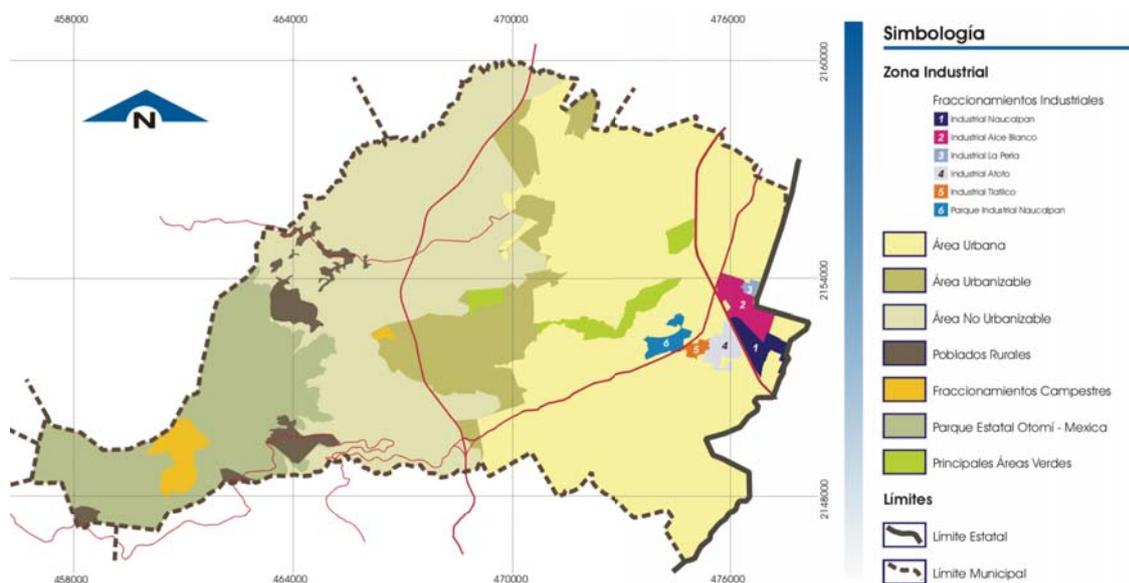 458000
464000
470000
476000
2160000
N
2154000
2148000
3
2
1
4
5
6
458000
464000
470000
476000
Simbología
Zona Industrial
Fraccionamientos Industriales
1 Industrial Naucalpan
2 Industrial Alce Blanco
3 Industrial La Perla
4 Industrial Atoto
5 Industrial Tlatilco
6 Parque Industrial Naucalpan
Área Urbana
Área Urbanizable
Área No Urbanizable
Poblados Rurales
Fraccionamientos Campestres
Parque Estatal Otomí - Mexica
Principales Áreas Verdes
Límites
Límite Estatal
Límite Municipal